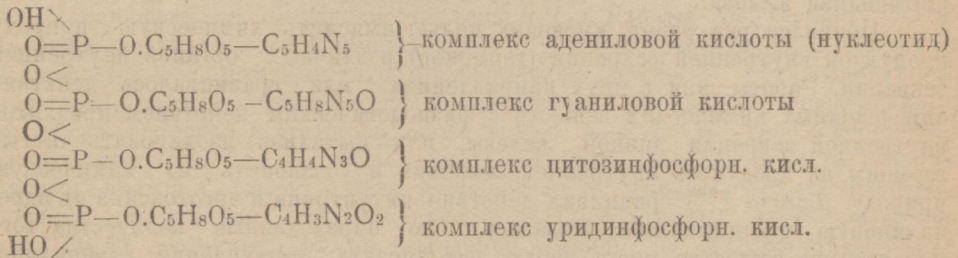 OH
O=P—O.C₅H₈O₅—C₅H₄N₅ } комплекс адениловой кислоты (нуклеотид)
O<
O=P—O.C₅H₈O₅—C₅H₈N₅O } комплекс гуаниловой кислоты
O<
O=P—O.C₅H₈O₅—C₄H₄N₃O } комплекс цитозинфосфорн. кисл.
O<
O=P—O.C₅H₈O₅—C₄H₃N₂O₂ } комплекс уридинфосфорн. кисл.
HO